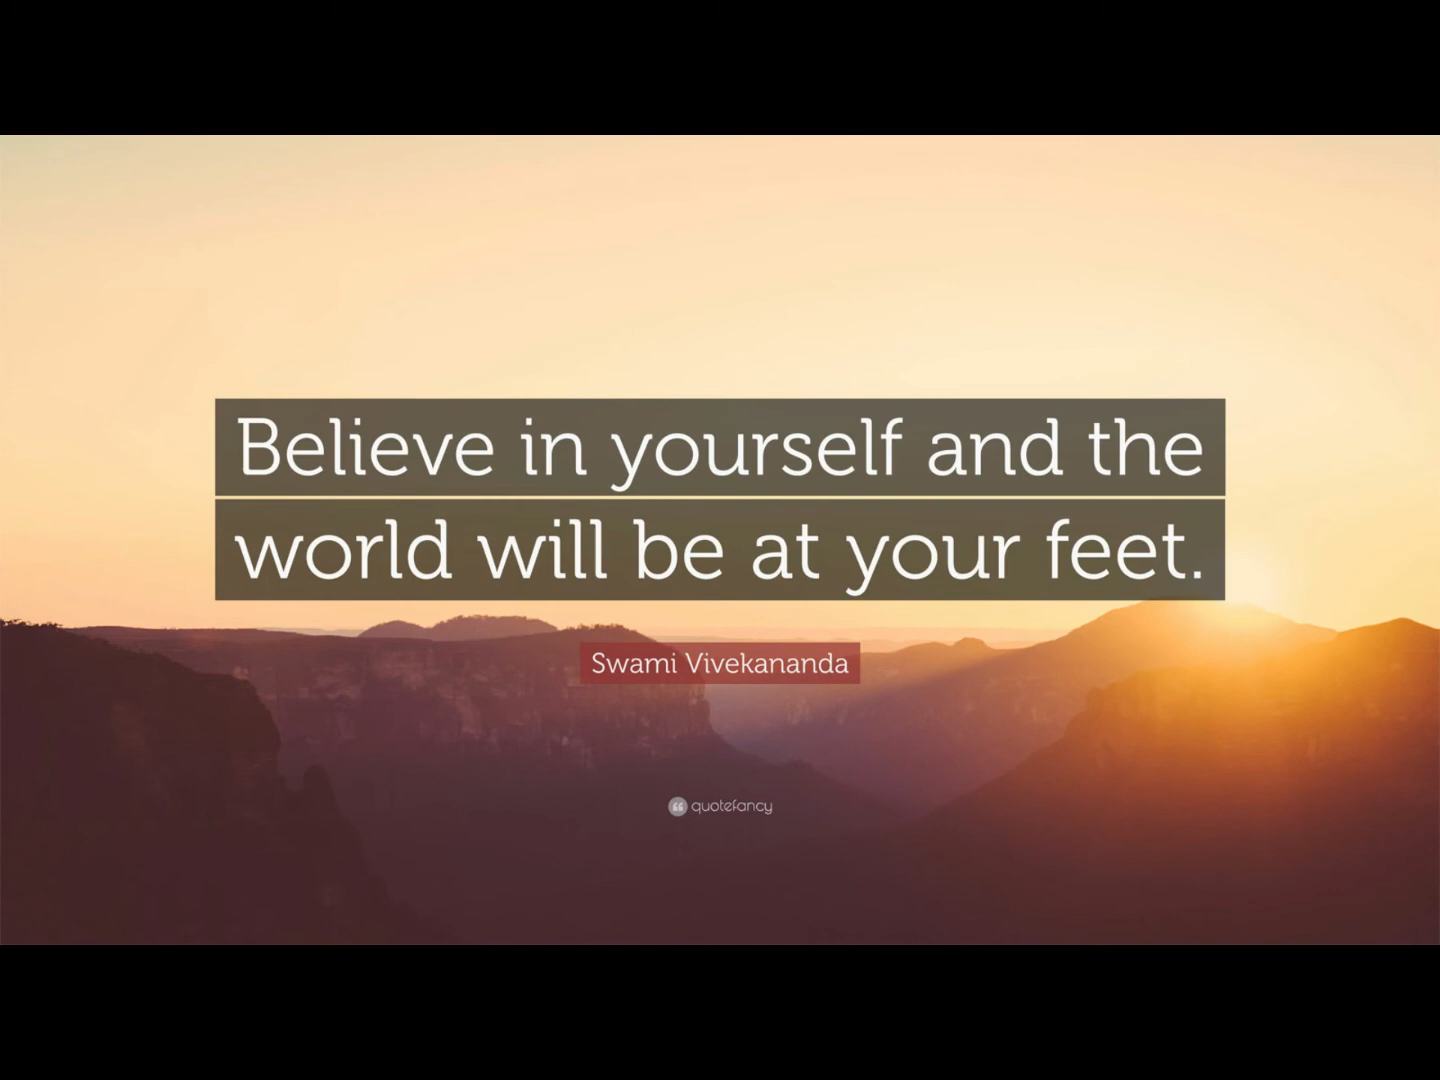 Believe in yourself and the
world will be at your feet.
Swami Vivekananda
quotefancy